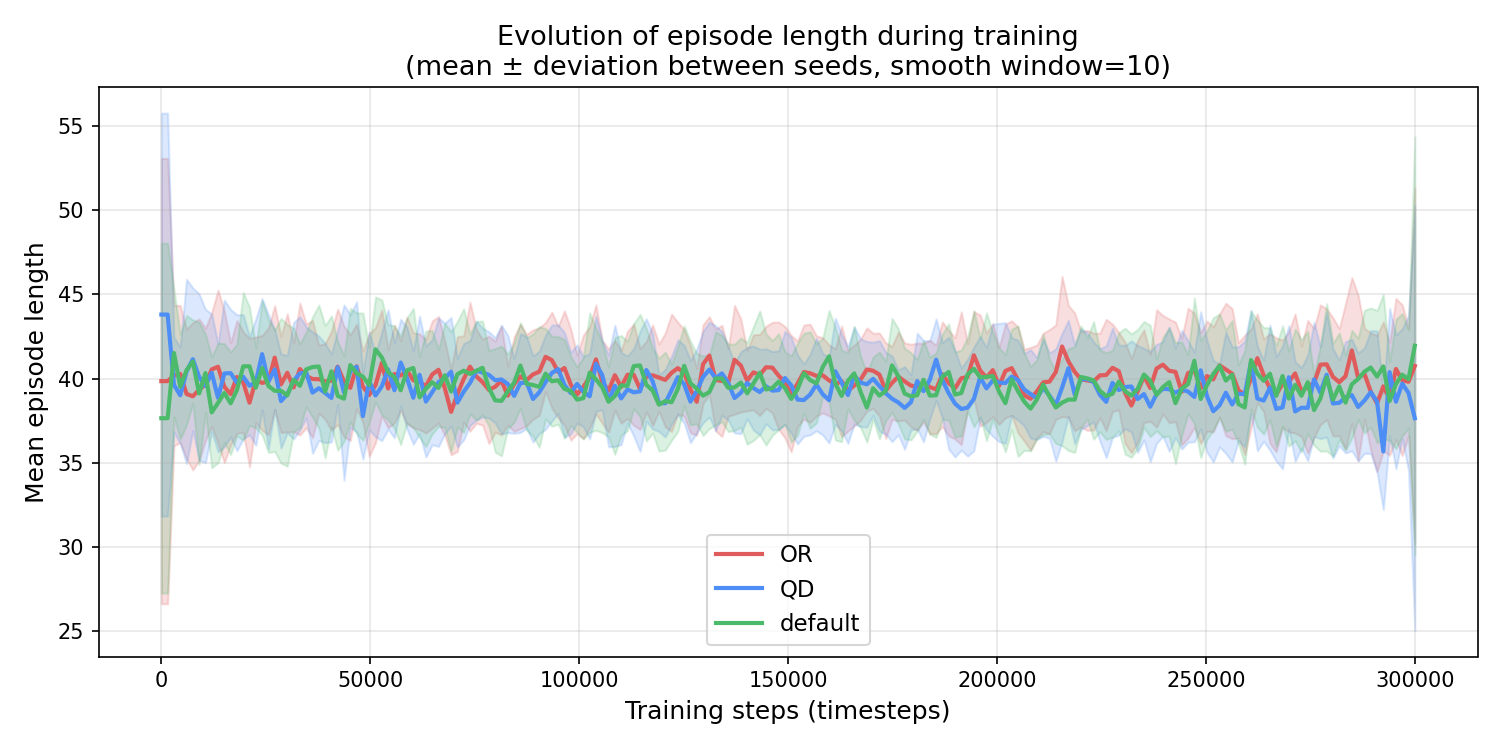 Evolution of episode length during training
(mean ± deviation between seeds, smooth window=10)
Mean episode length
55
50
45
40
35
30
25
OR
QD
default
0
50000
100000
150000
200000
250000
300000
Training steps (timesteps)